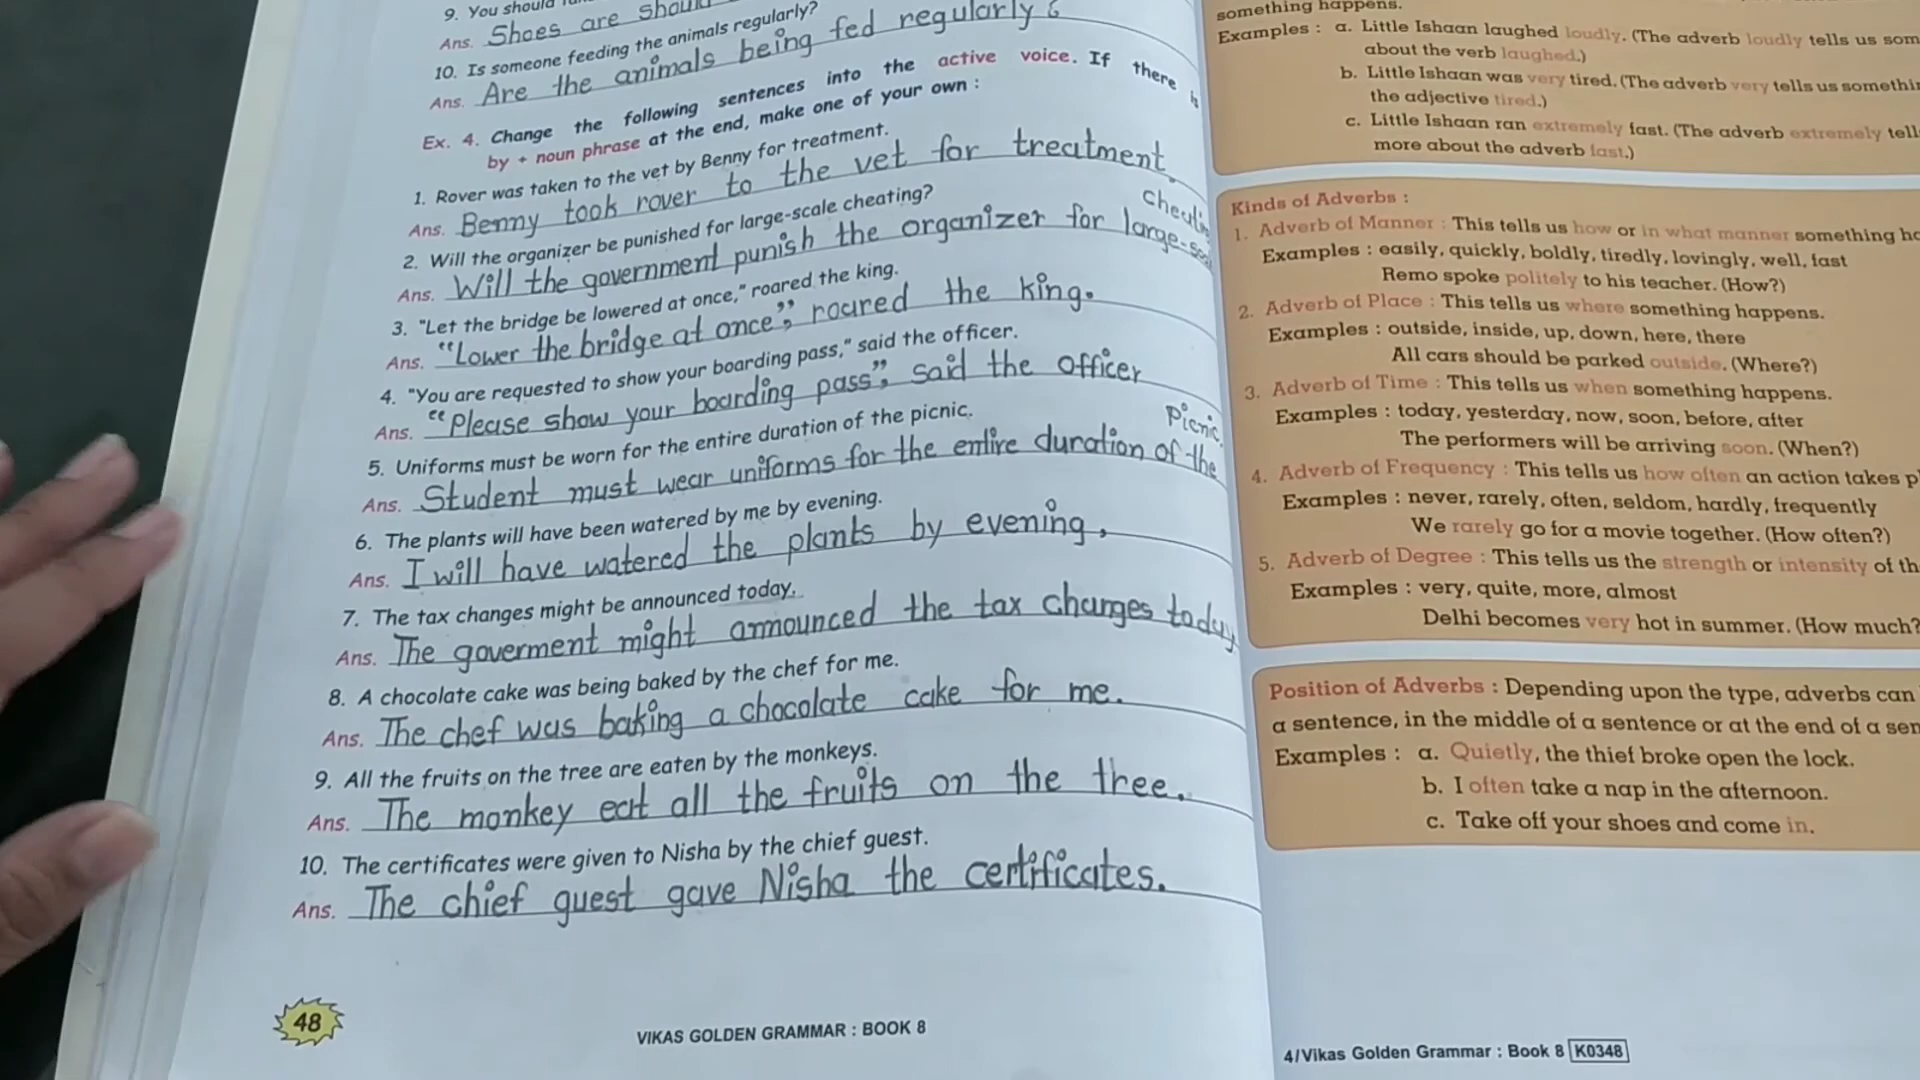 9. You should
Ans. Shoes are should
10. Is someone feeding the animals regularly?
Ans. Are the animals being fed regularly ?
Ex. 4. Change the following sentences into the active voice. If there is
by + noun phrase at the end, make one of your own :
1. Rover was taken to the vet by Benny for treatment.
Ans. Benny took rover to the vet for treatment.
2. Will the organizer be punished for large-scale cheating?
Ans. Will the government punish the organizer for large-scale
3. "Let the bridge be lowered at once," roared the king.
Ans. "Lower the bridge at once", roared the king.
4. "You are requested to show your boarding pass," said the officer.
Ans. "Please show your boarding pass", said the officer
5. Uniforms must be worn for the entire duration of the picnic.
Picnic.
Ans. Student must wear uniforms for the entire duration of the
6. The plants will have been watered by me by evening.
Ans. I will have watered the plants by evening.
7. The tax changes might be announced today.
Ans. The goverment might announced the tax changes today
8. A chocolate cake was being baked by the chef for me.
Ans. The chef was baking a chocolate cake for me.
9. All the fruits on the tree are eaten by the monkeys.
Ans. The monkey eat all the fruits on the tree.
10. The certificates were given to Nisha by the chief guest.
Ans. The chief guest gave Nisha the certificates.
48
VIKAS GOLDEN GRAMMAR : BOOK 8
something happens.
Examples : a. Little Ishaan laughed loudly. (The adverb loudly tells us
about the verb laughed.)
b. Little Ishaan was very tired. (The adverb very tells us
the adjective tired.)
c. Little Ishaan ran extremely fast. (The adverb extremely
more about the adverb fast.)
Kinds of Adverbs :
1. Adverb of Manner : This tells us how or in what manner something
Examples : easily, quickly, boldly, tiredly, lovingly, well, fast
Remo spoke politely to his teacher. (How?)
2. Adverb of Place : This tells us where something happens.
Examples : outside, inside, up, down, here, there
All cars should be parked outside. (Where?)
3. Adverb of Time : This tells us when something happens.
Examples : today, yesterday, now, soon, before, after
The performers will be arriving soon. (When?)
4. Adverb of Frequency : This tells us how often an action takes
Examples : never, rarely, often, seldom, hardly, frequently
We rarely go for a movie together. (How often?)
5. Adverb of Degree : This tells us the strength or intensity of
Examples : very, quite, more, almost
Delhi becomes very hot in summer. (How much?
Position of Adverbs : Depending upon the type, adverbs can
a sentence, in the middle of a sentence or at the end of a
Examples : a. Quietly, the thief broke open the lock.
b. I often take a nap in the afternoon.
c. Take off your shoes and come in.
4/Vikas Golden Grammar : Book 8 K0348